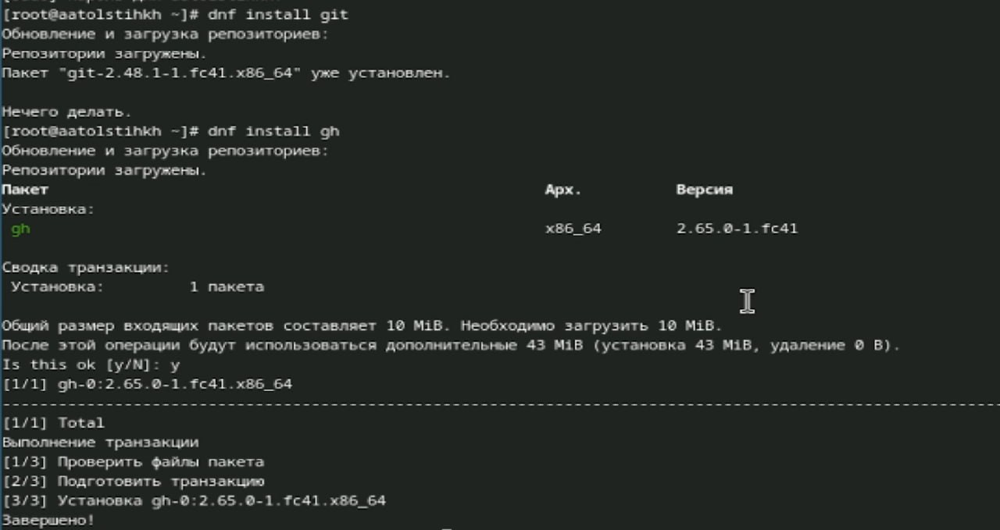 [root@aatolstihkh ~]# dnf install git
Обновление и загрузка репозиториев:
Репозитории загружены.
Пакет "git-2.48.1-1.fc41.x86_64" уже установлен.
Нечего делать.
[root@aatolstihkh ~]# dnf install gh
Обновление и загрузка репозиториев:
Репозитории загружены.
Пакет Арх. Версия
Установка:
gh x86_64 2.65.0-1.fc41
Сводка транзакции:
Установка: 1 пакета
Общий размер входящих пакетов составляет 10 MiB. Необходимо загрузить 10 MiB.
После этой операции будут использоваться дополнительные 43 MiB (установка 43 MiB, удаление 0 B).
Is this ok [y/N]: y
[1/1] gh-0:2.65.0-1.fc41.x86_64
--------------------------------------------------------------------------------
[1/1] Total
Выполнение транзакции
[1/3] Проверить файлы пакета
[2/3] Подготовить транзакцию
[3/3] Установка gh-0:2.65.0-1.fc41.x86_64
Завершено!